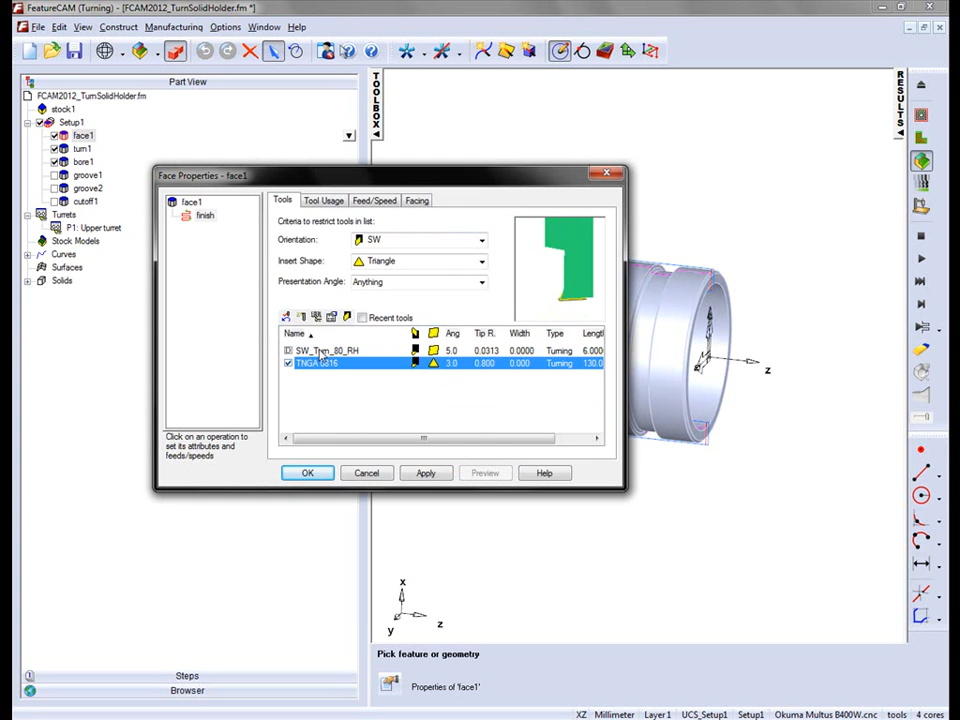 FeatureCAM (Turning) - [FCAM2012_TurnSolidHolder.fm *]
File Edit View Construct Manufacturing Options Window Help
Part View
FCAM2012_TurnSolidHolder.fm
stock1
Setup1
face1
turn1
bore1
groove1
groove2
cutoff1
Turrets
P1: Upper turret
Stock Models
Curves
Surfaces
Solids
Steps
Browser
TOOLBOX
RESULTS
Face Properties - face1
face1
finish
Click on an operation to
set its attributes and
feeds/speeds
Tools Tool Usage Feed/Speed Facing
Criteria to restrict tools in list:
Orientation: SW
Insert Shape: Triangle
Presentation Angle: Anything
Recent tools
Name Ang Tip R. Width Type Length
SW_Turn_80_RH 5.0 0.0313 0.0000 Turning 6.000
TNGA 0816 3.0 0.800 0.000 Turning 130.0
OK Cancel Apply Preview Help
z
x
y z
Pick feature or geometry
Properties of 'face1'
XZ Millimeter Layer1 UCS_Setup1 Setup1 Okuma Multus B400W.cnc tools 4 cores